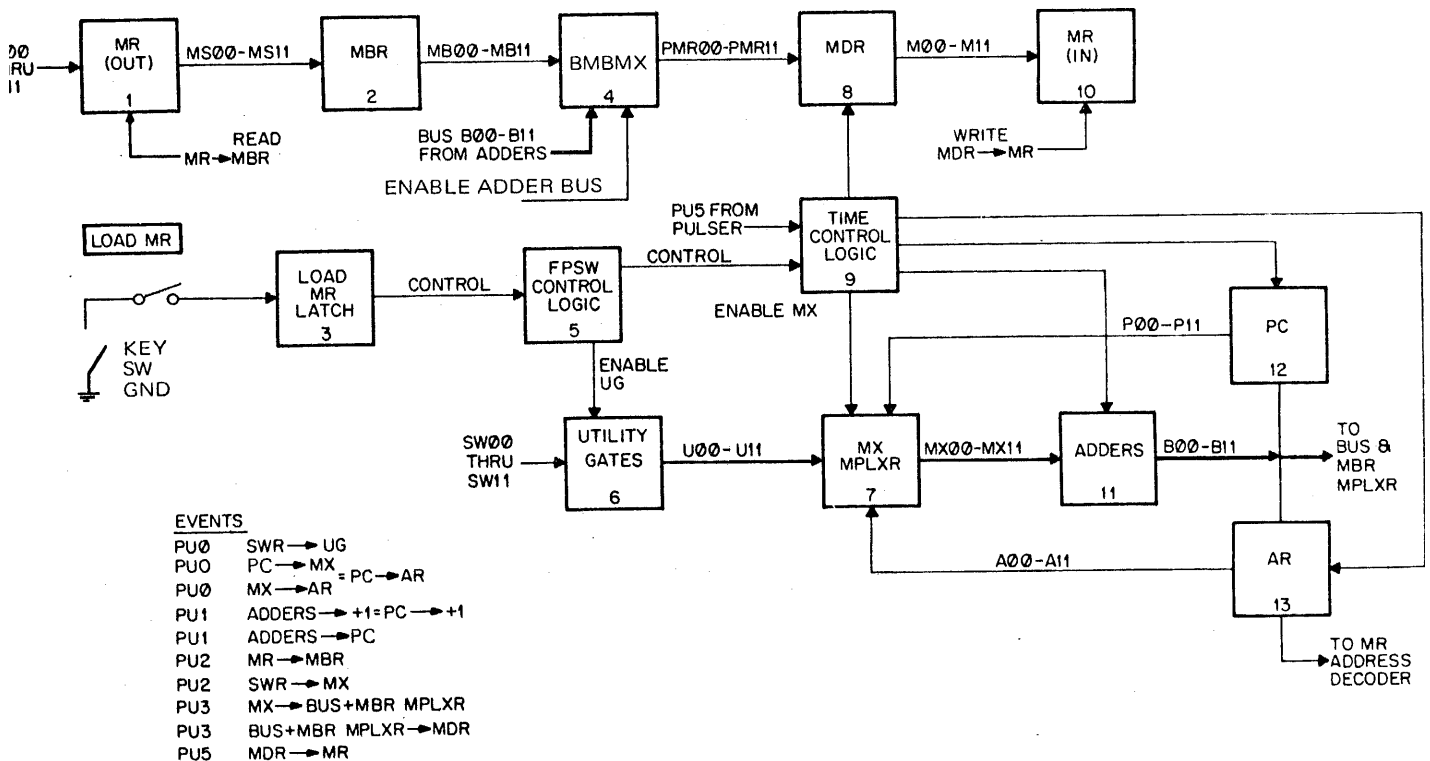 00
RU
11
MR
(OUT)
1
MS00-MS11
MBR
2
MB00-MB11
BMBMX
4
PMR00-PMR11
MDR
8
M00-M11
MR
(IN)
10
MR→MBR
READ
BUS B00-B11
FROM ADDERS
ENABLE ADDER BUS
WRITE
MDR→MR
LOAD MR
LOAD
MR
LATCH
3
CONTROL
FPSW
CONTROL
LOGIC
5
CONTROL
PU5 FROM
PULSER
TIME
CONTROL
LOGIC
9
ENABLE MX
P00-P11
PC
12
KEY
SW
GND
ENABLE
UG
SW00
THRU
SW11
UTILITY
GATES
6
U00-U11
MX
MPLXR
7
MX00-MX11
ADDERS
11
B00-B11
TO
BUS &
MBR
MPLXR
A00-A11
AR
13
TO MR
ADDRESS
DECODER
EVENTS
PU0 SWR→UG
PU0 PC→MX
= PC→AR
PU0 MX→AR
PU1 ADDERS→+1=PC→+1
PU1 ADDERS→PC
PU2 MR→MBR
PU2 SWR→MX
PU3 MX→BUS+MBR MPLXR
PU3 BUS+MBR MPLXR→MDR
PU5 MDR→MR